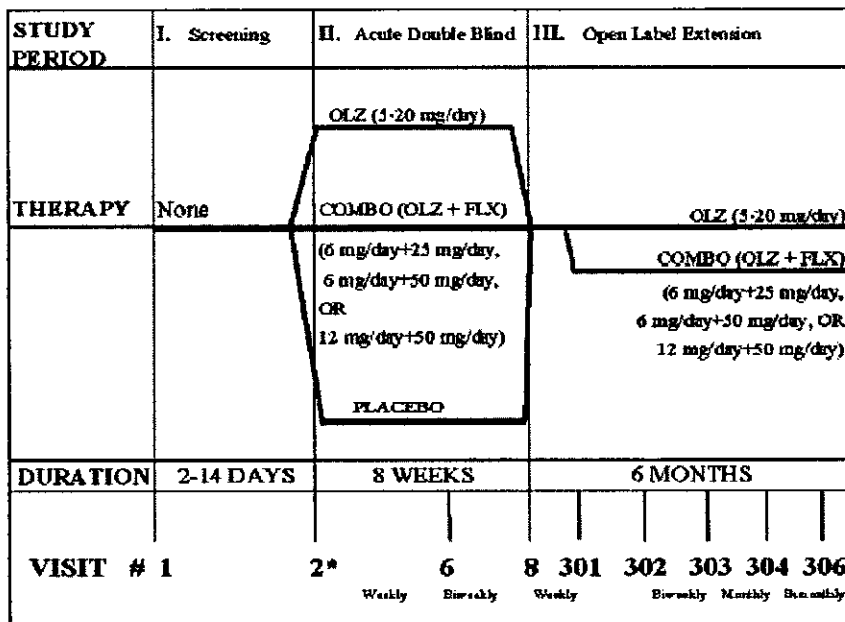 STUDY PERIOD
I. Screening
II. Acute Double Blind
III. Open Label Extension
THERAPY
None
OLZ (5-20 mg/day)
COMBO (OLZ + FLX)
(6 mg/day+25 mg/day,
6 mg/day+50 mg/day,
OR
12 mg/day+50 mg/day)
PLACEBO
OLZ (5-20 mg/day)
COMBO (OLZ + FLX)
(6 mg/day+25 mg/day,
6 mg/day+50 mg/day, OR
12 mg/day+50 mg/day)
DURATION 2-14 DAYS 8 WEEKS 6 MONTHS
VISIT # 1 2* 6 8 301 302 303 304 306
Weekly Biweekly Weekly Biweekly Monthly